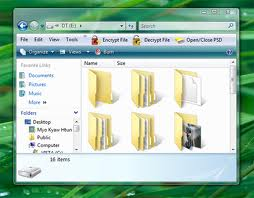 DT (E:)
File Edit View Tools Encrypt File Decrypt File Open/Close PSD
Organize Views Burn
Favorite Links
Name Size
Documents
Pictures
Music
More
Folders
Desktop
Myo Kyaw Htun
Public
Computer
16 items